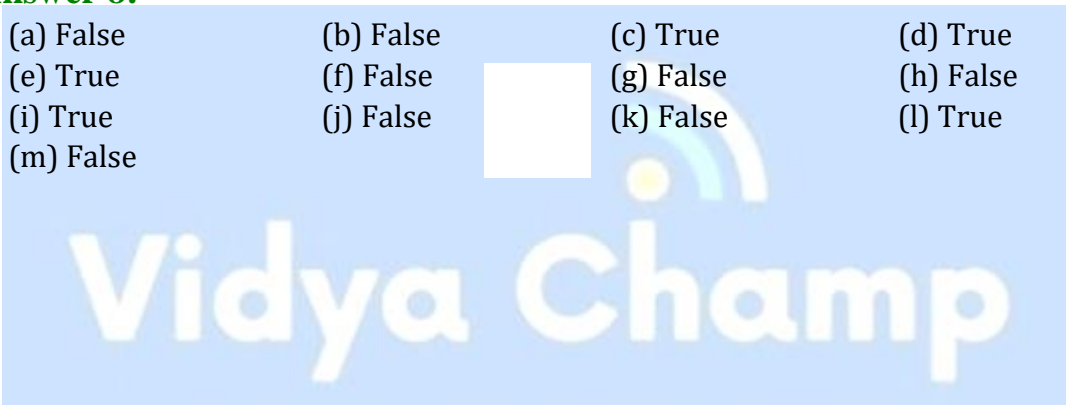 (a) False (b) False (c) True (d) True
(e) True (f) False (g) False (h) False
(i) True (j) False (k) False (l) True
(m) False
Vidya Champ